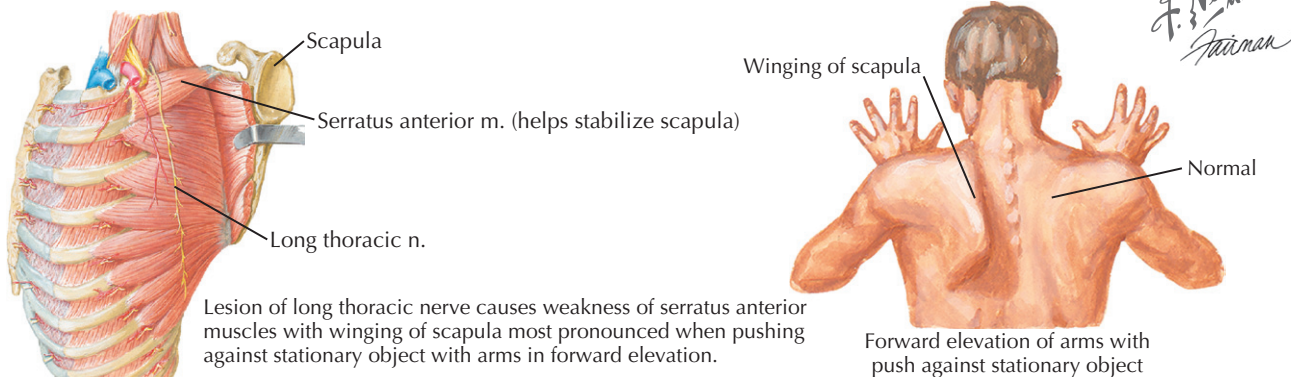 Scapula
Serratus anterior m. (helps stabilize scapula)
Long thoracic n.
Lesion of long thoracic nerve causes weakness of serratus anterior
muscles with winging of scapula most pronounced when pushing
against stationary object with arms in forward elevation.
Winging of scapula
Normal
Forward elevation of arms with
push against stationary object